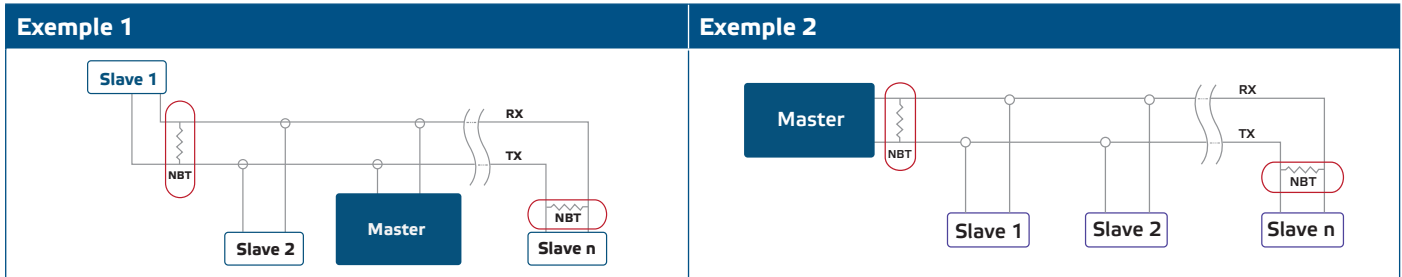 Exemple 1
Slave 1
RX
NBT
TX
Master
NBT
Slave 2
Slave n
Exemple 2
Master
RX
TX
NBT
NBT
Slave 1
Slave 2
Slave n